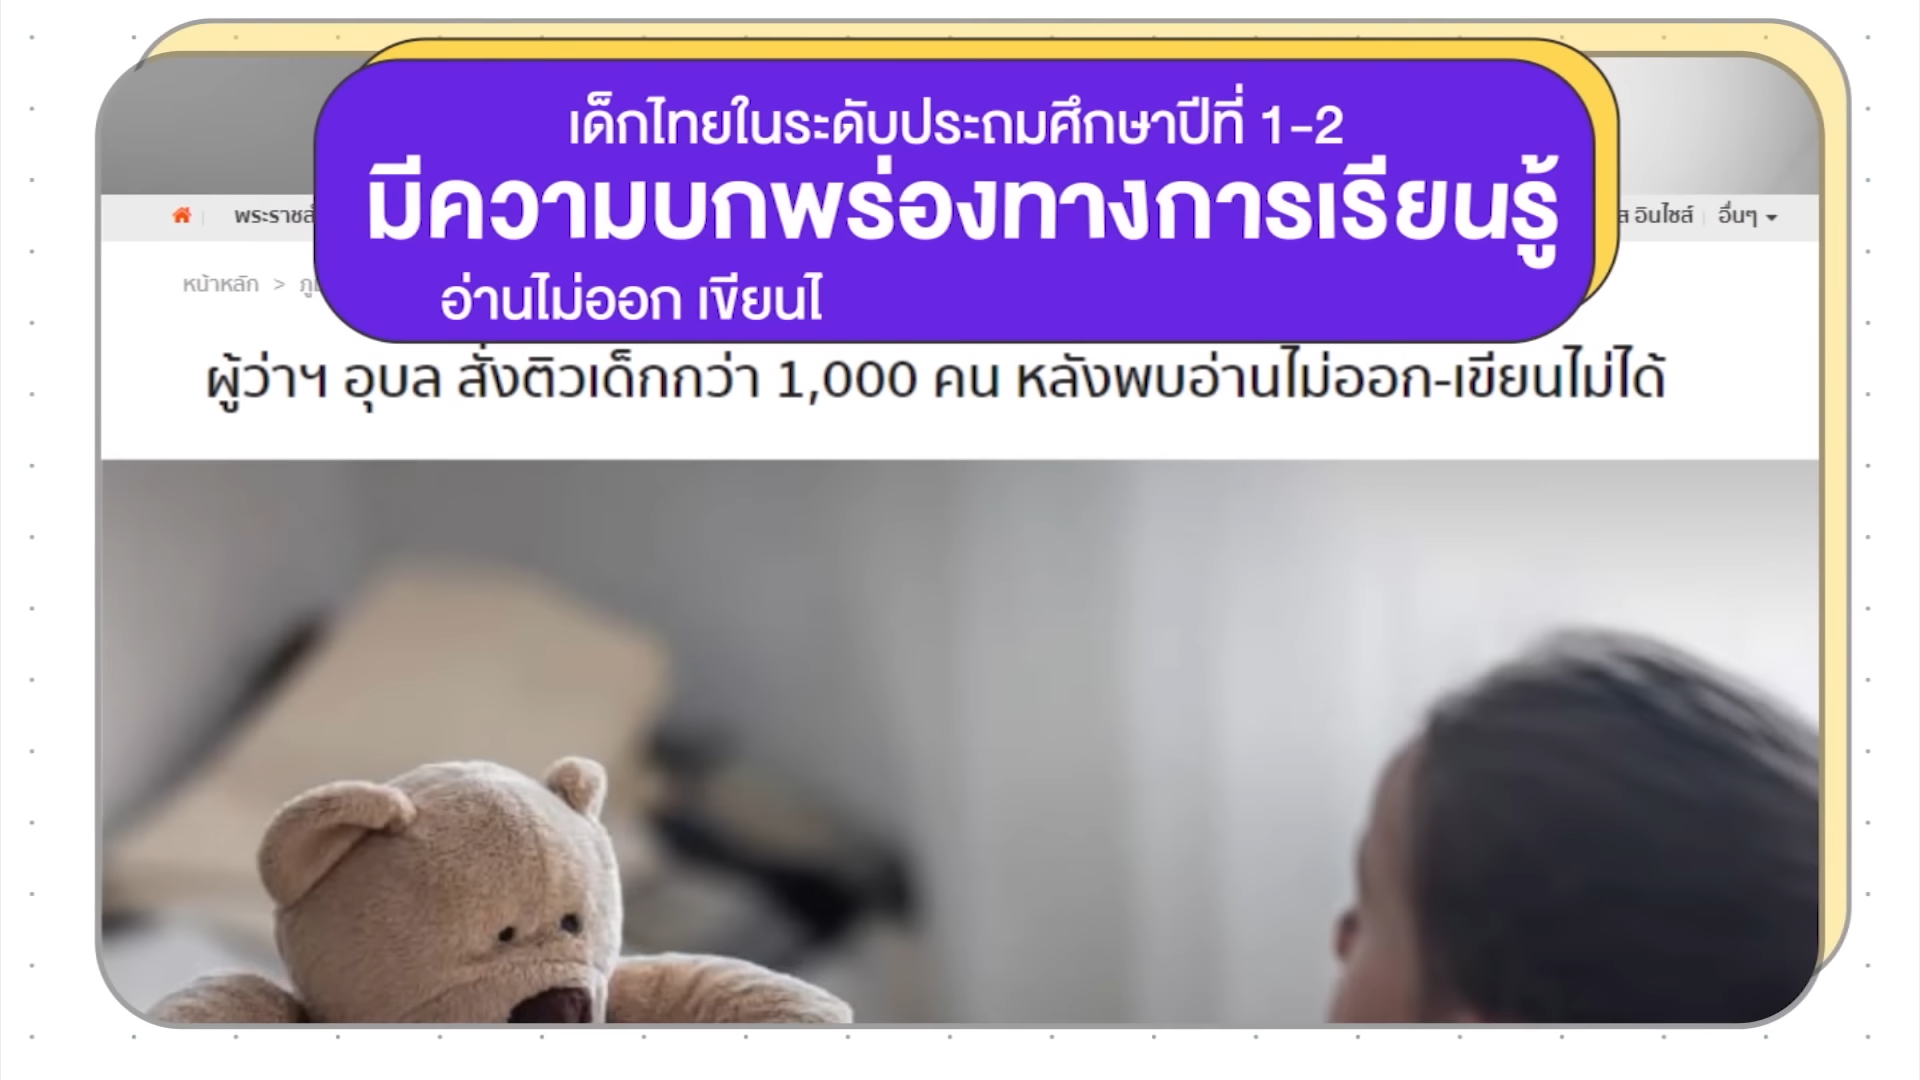 เด็กไทยในระดับประถมศึกษาปีที่ 1-2
มีความบกพร่องทางการเรียนรู้
อ่านไม่ออก เขียนไ
พระราชสำ
อินไซส์ อื่นๆ
หน้าหลัก >
ผู้ว่าฯ อุบล สั่งติวเด็กกว่า 1,000 คน หลังพบอ่านไม่ออก-เขียนไม่ได้